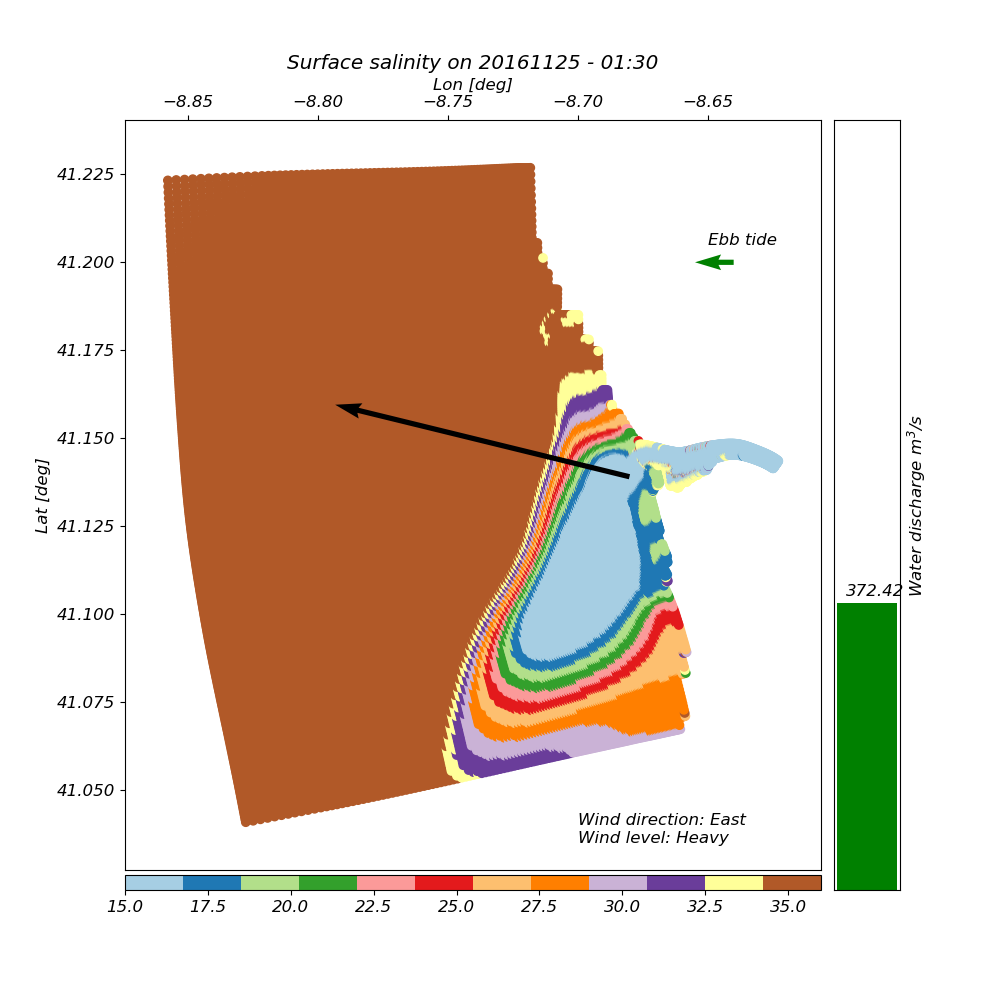 Surface salinity on 20161125 - 01:30
Lon [deg]
−8.85 −8.80 −8.75 −8.70 −8.65
41.225
41.200
41.175
41.150
41.125
41.100
41.075
41.050
Lat [deg]
Ebb tide
Wind direction: East
Wind level: Heavy
372.42
Water discharge m³/s
15.0 17.5 20.0 22.5 25.0 27.5 30.0 32.5 35.0